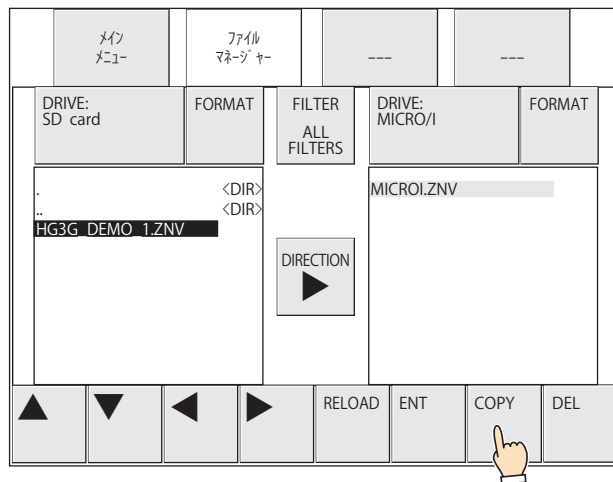 メイン
メニュー
ファイル
マネージャー
---
---
DRIVE:
SD card
FORMAT
FILTER
ALL
FILTERS
DRIVE:
MICRO/I
FORMAT
. <DIR>
.. <DIR>
HG3G_DEMO_1.ZNV
MICROI.ZNV
DIRECTION
RELOAD
ENT
COPY
DEL